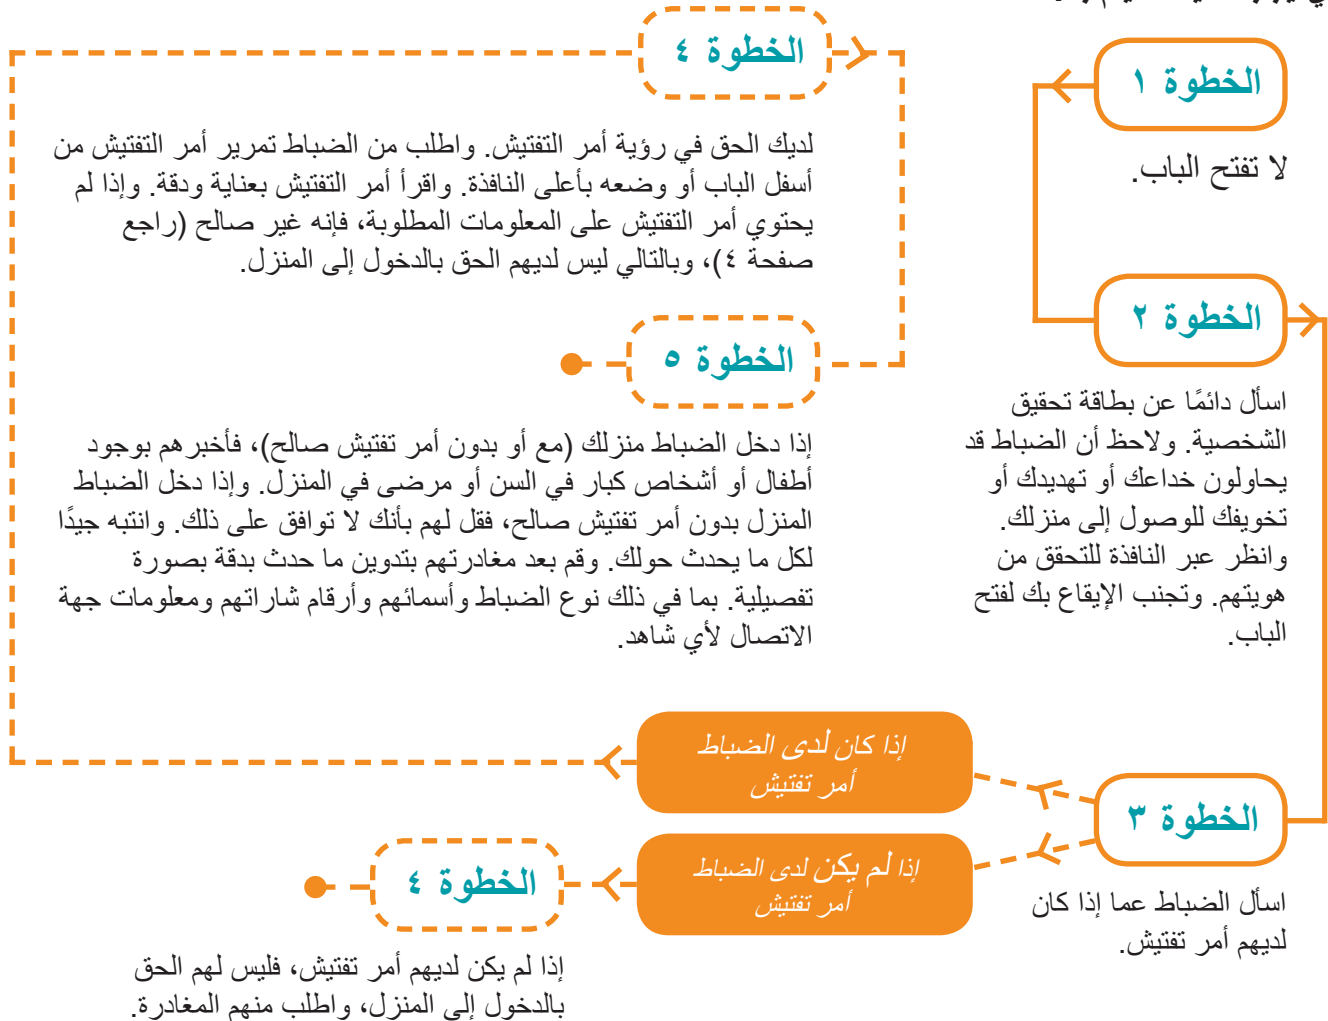 الخطوة ١
لا تفتح الباب.
الخطوة ٢
اسأل دائمًا عن بطاقة تحقيق
الشخصية. ولاحظ أن الضباط قد
يحاولون خداعك أو تهديدك أو
تخويفك للوصول إلى منزلك.
وانظر عبر النافذة للتحقق من
هويتهم. وتجنب الإيقاع بك لفتح
الباب.
الخطوة ٣
اسأل الضباط عما إذا كان
لديهم أمر تفتيش.
إذا كان لدى الضباط
أمر تفتيش
الخطوة ٤
لديك الحق في رؤية أمر التفتيش. واطلب من الضباط تمرير أمر التفتيش من
أسفل الباب أو وضعه بأعلى النافذة. واقرأ أمر التفتيش بعناية ودقة. وإذا لم
يحتوي أمر التفتيش على المعلومات المطلوبة، فإنه غير صالح (راجع
صفحة ٤)، وبالتالي ليس لديهم الحق بالدخول إلى المنزل.
الخطوة ٥
إذا دخل الضباط منزلك (مع أو بدون أمر تفتيش صالح)، فأخبرهم بوجود
أطفال أو أشخاص كبار في السن أو مرضى في المنزل. وإذا دخل الضباط
المنزل بدون أمر تفتيش صالح، فقل لهم بأنك لا توافق على ذلك. وانتبه جيدًا
لكل ما يحدث حولك. وقم بعد مغادرتهم بتدوين ما حدث بدقة بصورة
تفصيلية. بما في ذلك نوع الضباط وأسمائهم وأرقام شاراتهم ومعلومات جهة
الاتصال لأي شاهد.
إذا لم يكن لدى الضباط
أمر تفتيش
الخطوة ٤
إذا لم يكن لديهم أمر تفتيش، فليس لهم الحق
بالدخول إلى المنزل، واطلب منهم المغادرة.